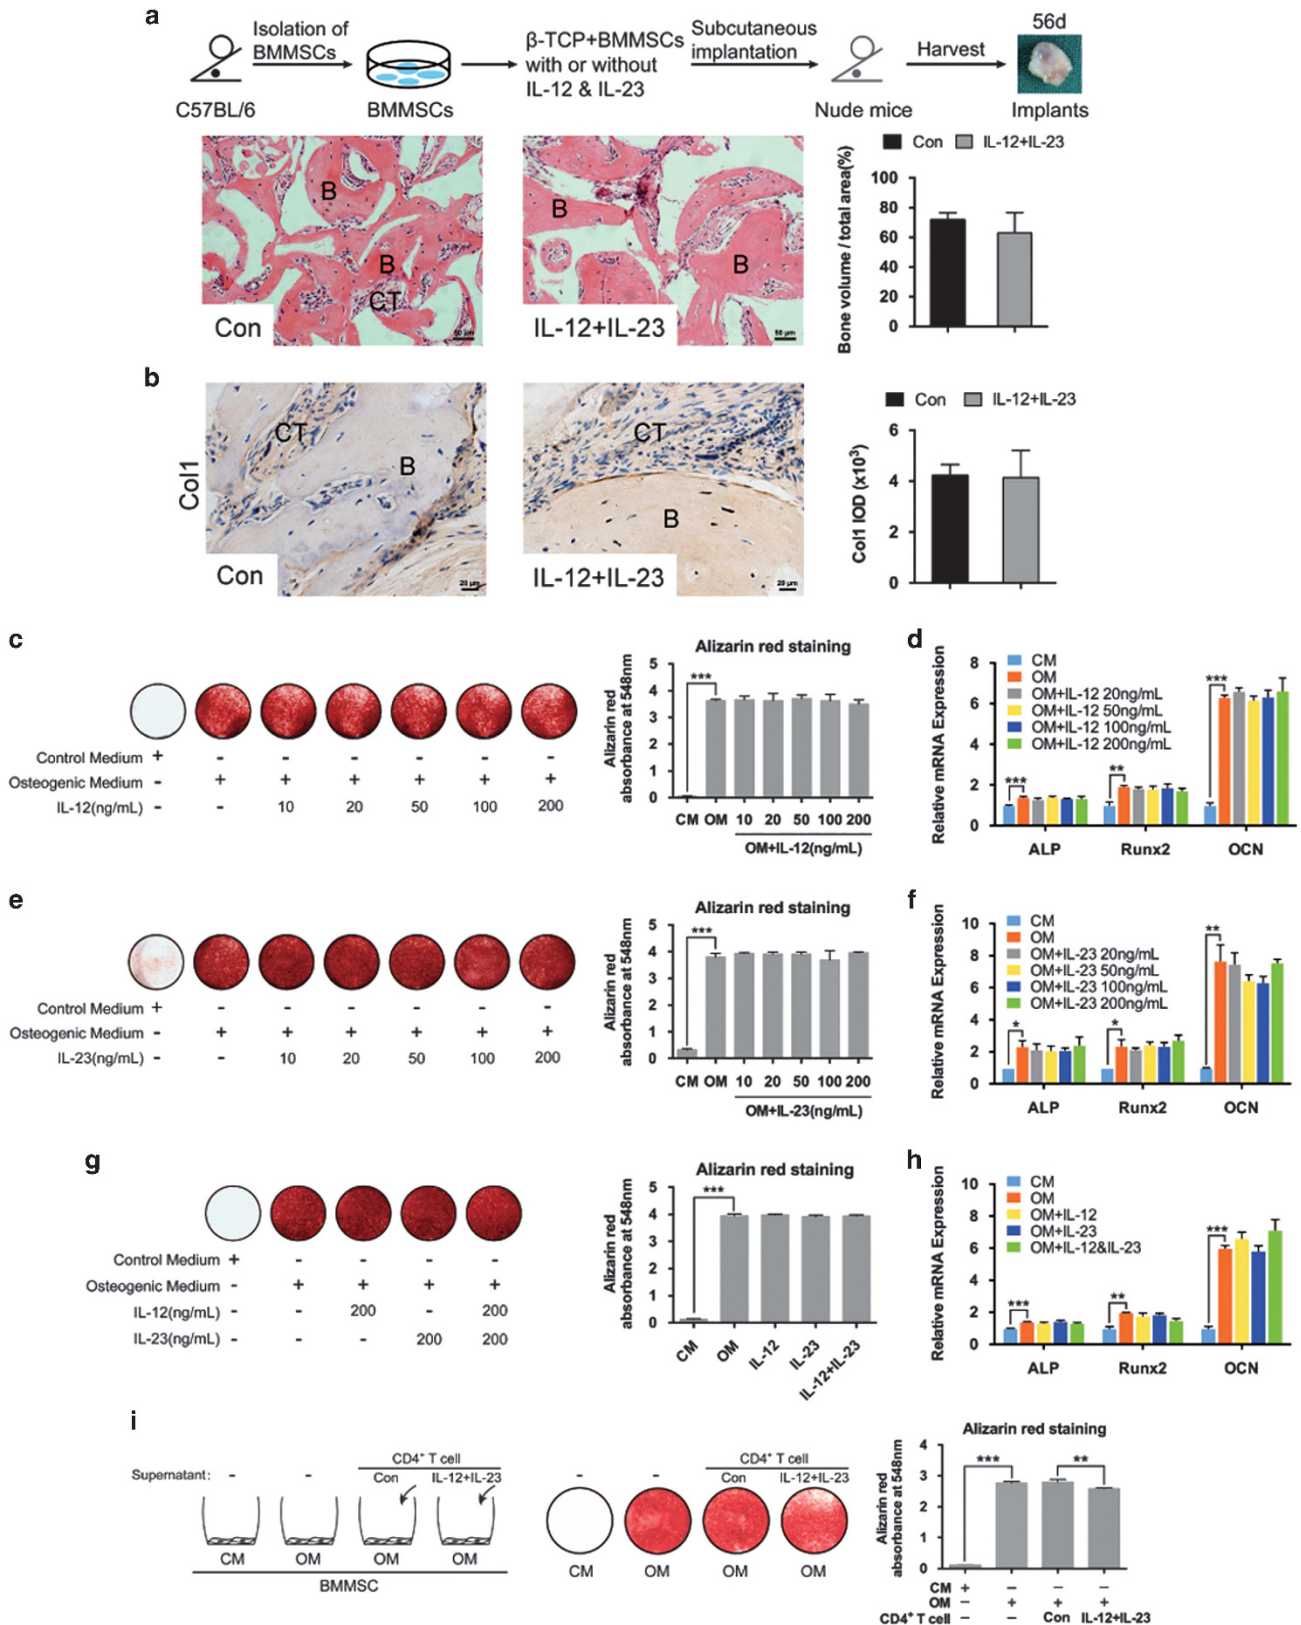 a
Isolation of
BMMSCs
β-TCP+BMMSCs
with or without
IL-12 & IL-23
Subcutaneous
implantation
Harvest
56d
C57BL/6
BMMSCs
Nude mice
Implants
B
B
CT
Con
50 μm
B
B
IL-12+IL-23
50 μm
Con IL-12+IL-23
Bone volume / total area(%)
100
80
60
40
20
0
b
Col1
CT
B
Con
20 μm
CT
B
IL-12+IL-23
20 μm
Con IL-12+IL-23
Col1 IOD (x10³)
6
4
2
0
c
Control Medium + - - - - - -
Osteogenic Medium - + + + + + +
IL-12(ng/mL) - - 10 20 50 100 200
Alizarin red staining
Alizarin red
absorbance at 548nm
5
4
3
2
1
0
***
CM OM 10 20 50 100 200
OM+IL-12(ng/mL)
d
Relative mRNA Expression
8
6
4
2
0
CM
OM
OM+IL-12 20ng/mL
OM+IL-12 50ng/mL
OM+IL-12 100ng/mL
OM+IL-12 200ng/mL
*** ** ***
ALP Runx2 OCN
e
Control Medium + - - - - - -
Osteogenic Medium - + + + + + +
IL-23(ng/mL) - - 10 20 50 100 200
Alizarin red staining
Alizarin red
absorbance at 548nm
5
4
3
2
1
0
***
CM OM 10 20 50 100 200
OM+IL-23(ng/mL)
f
Relative mRNA Expression
10
8
6
4
2
0
CM
OM
OM+IL-23 20ng/mL
OM+IL-23 50ng/mL
OM+IL-23 100ng/mL
OM+IL-23 200ng/mL
* * **
ALP Runx2 OCN
g
Control Medium + - - - -
Osteogenic Medium - + + + +
IL-12(ng/mL) - - 200 - 200
IL-23(ng/mL) - - - 200 200
Alizarin red staining
Alizarin red
absorbance at 548nm
5
4
3
2
1
0
***
CM OM IL-12 IL-23 IL-12+IL-23
h
Relative mRNA Expression
10
8
6
4
2
0
CM
OM
OM+IL-12
OM+IL-23
OM+IL-12&IL-23
*** ** ***
ALP Runx2 OCN
i
CD4⁺ T cell
Supernatant: - - Con IL-12+IL-23
CM OM OM OM
BMMSC
CD4⁺ T cell
- - Con IL-12+IL-23
CM OM OM OM
Alizarin red staining
Alizarin red
absorbance at 548nm
4
3
2
1
0
*** **
CM + - - -
OM - + + +
CD4⁺ T cell - - Con IL-12+IL-23